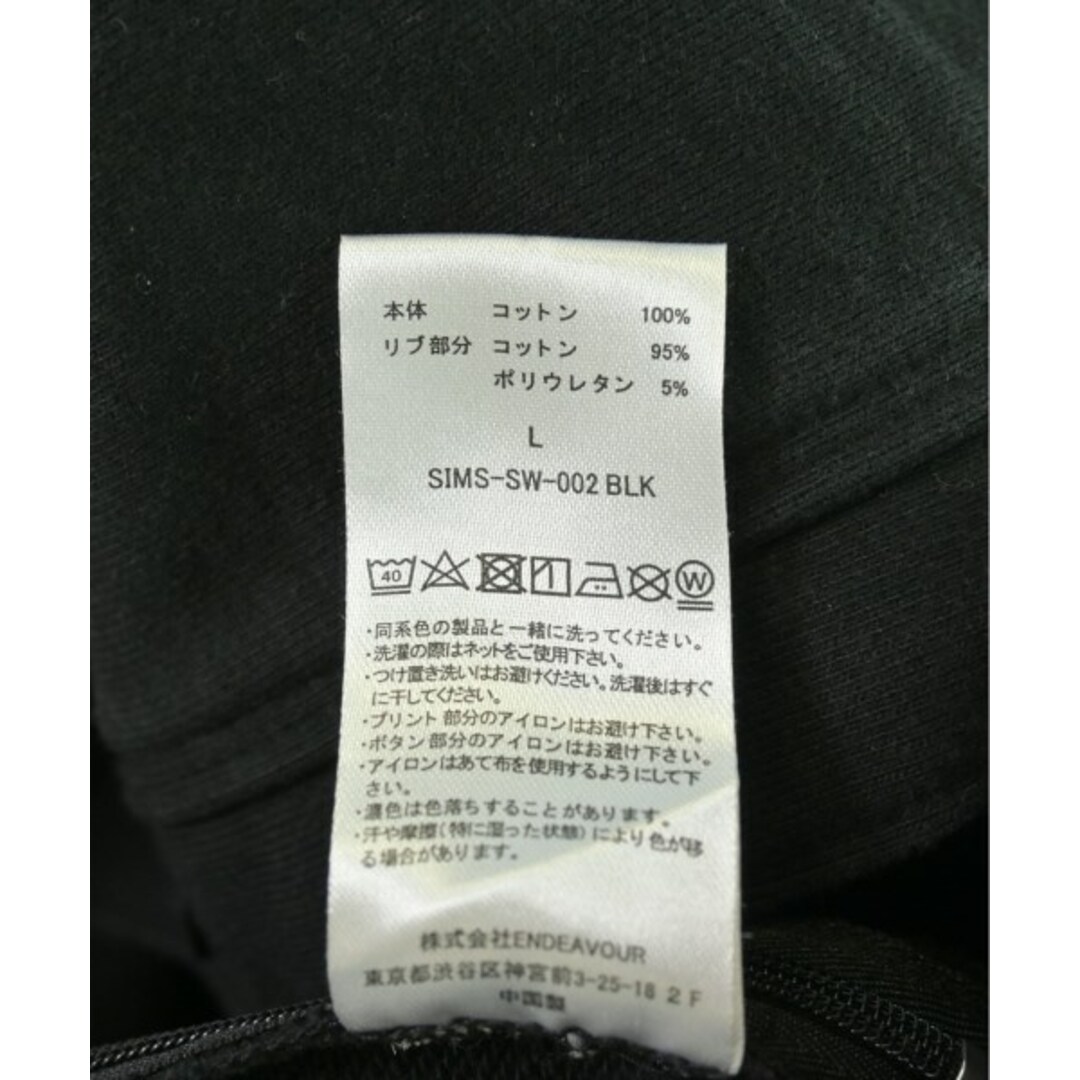 本体 コットン 100%
リブ部分 コットン 95%
ポリウレタン 5%
L
SIMS-SW-002 BLK
40 W
・同系色の製品と一緒に洗ってください。
・洗濯の際はネットをご使用下さい。
・つけ置き洗いはお避けください。洗濯後はすぐ
に干してください。
・プリント部分のアイロンはお避け下さい。
・ボタン部分のアイロンはお避け下さい。
・アイロンはあて布を使用するようにして下
さい。
・濃色は色落ちすることがあります。
・汗や摩擦(特に湿った状態)により色が移
る場合があります。
株式会社ENDEAVOUR
東京都渋谷区神宮前3-25-18 2F
中国製